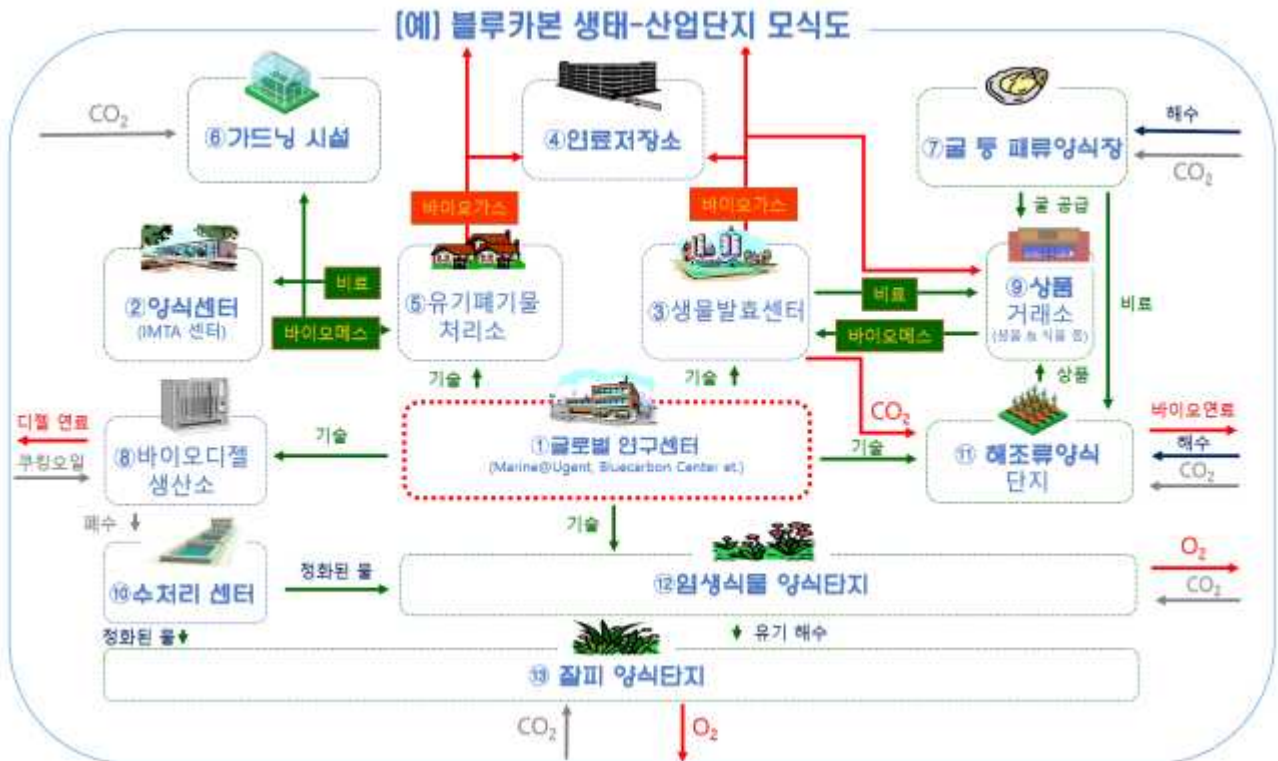 [예] 블루카본 생태-산업단지 모식도
CO₂
⑥가드닝 시설
④연료저장소
⑦굴 등 패류양식장
해수
CO₂
바이오가스
바이오가스
굴 공급
②양식센터
(IMTA 센터)
비료
바이오메스
⑤유기폐기물
처리소
③생물발효센터
비료
바이오메스
⑨상품
거래소
비료
기술
기술
상품
CO₂
디젤 연료
쿠킹오일
⑧바이오디젤
생산소
기술
①글로벌 연구센터
(Marine@Ugent, Bluecarbon Center et.)
기술
⑪ 해조류양식
단지
바이오연료
해수
CO₂
폐수
기술
⑩수처리 센터
정화된 물
⑫염생식물 양식단지
O₂
CO₂
정화된 물
유기 해수
⑬ 잘피 양식단지
CO₂
O₂